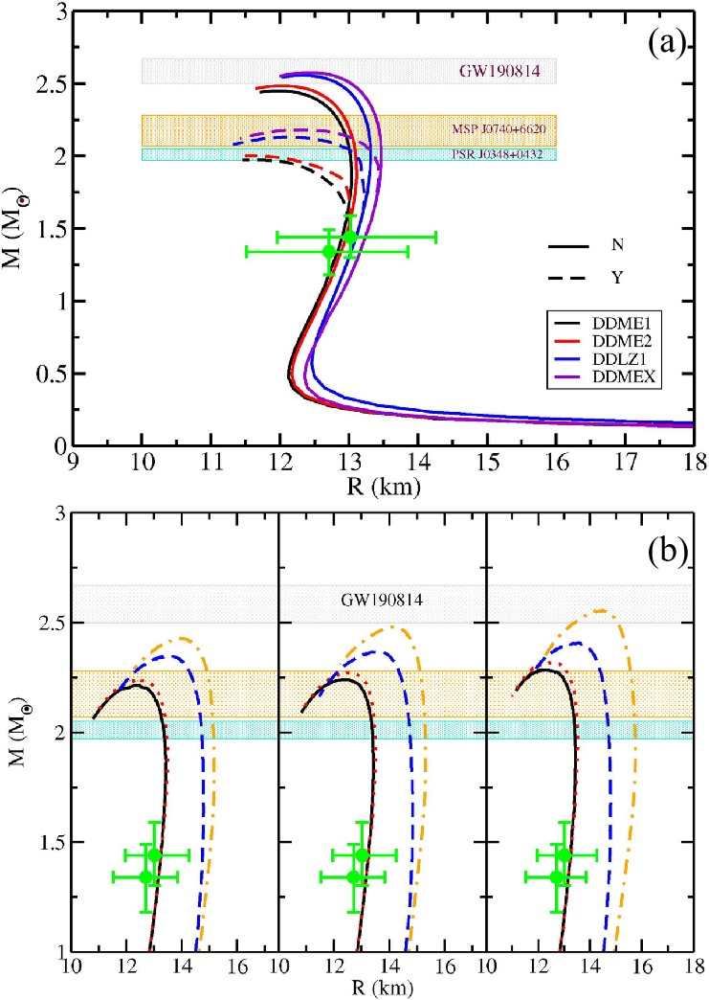 3
(a)
GW190814
2.5
MSP J0740+6620
2
PSR J0348+0432
M (M⊙)
1.5
N
Y
1
DDME1
DDME2
0.5
DDLZ1
DDMEX
0
9 10 11 12 13 14 15 16 17 18
R (km)
3
(b)
GW190814
2.5
M (M⊙)
2
1.5
1
10 12 14 16 10 12 14 16 10 12 14 16 18
R (km)